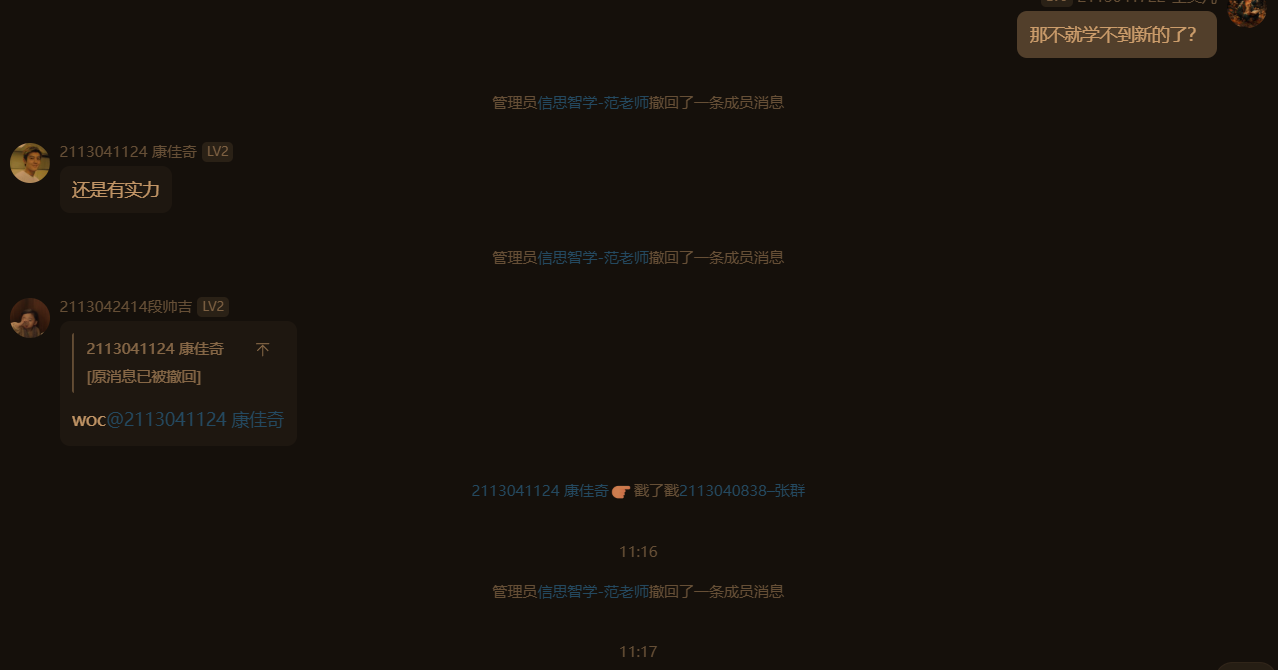 那不就学不到新的了?
管理员信思智学-范老师撤回了一条成员消息
2113041124 康佳奇 LV2
还是有实力
管理员信思智学-范老师撤回了一条成员消息
2113042414段帅吉 LV2
2113041124 康佳奇
[原消息已被撤回]
woc@2113041124 康佳奇
2113041124 康佳奇👉戳了戳2113040838--张群
11:16
管理员信思智学-范老师撤回了一条成员消息
11:17